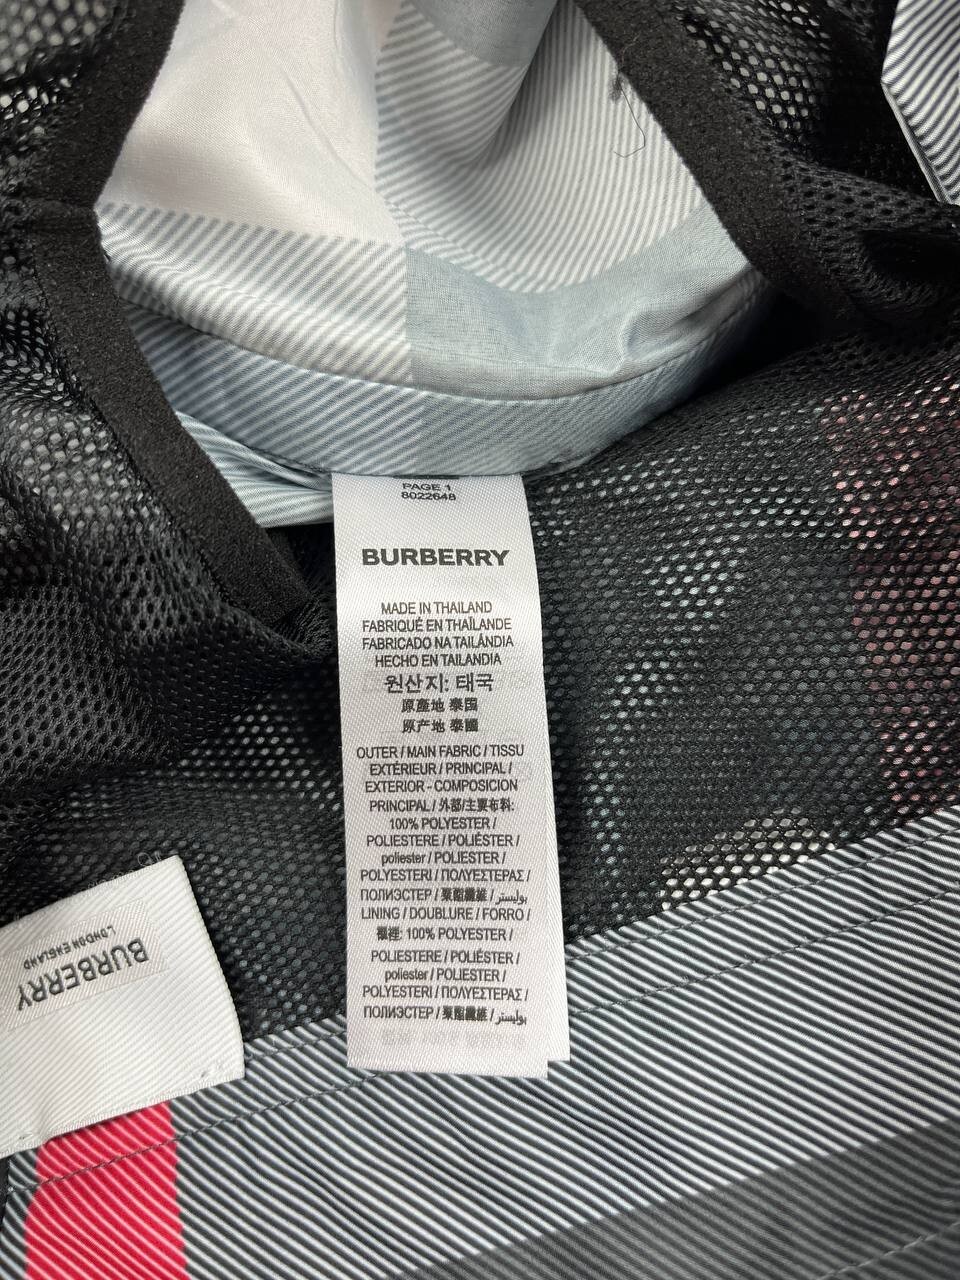 PAGE 1
8022648
BURBERRY
MADE IN THAILAND
FABRIQUÉ EN THAÏLANDE
FABRICADO NA TAILÂNDIA
HECHO EN TAILANDIA
원산지: 태국
原產地 泰国
原产地 泰國
OUTER / MAIN FABRIC / TISSU
EXTÉRIEUR / PRINCIPAL /
EXTERIOR - COMPOSICION
PRINCIPAL / 外部/主要布料:
100% POLYESTER /
POLIESTERE / POLIÉSTER /
poliester / POLIÉSTER /
POLYESTERI / ΠΟΛΥΕΣΤΕΡΑΣ /
ПОЛИЭСТЕР / 聚酯纖維 / بوليستر
LINING / DOUBLURE / FORRO /
襯裡: 100% POLYESTER /
POLIESTERE / POLIÉSTER /
poliester / POLIÉSTER /
POLYESTERI / ΠΟΛΥΕΣΤΕΡΑΣ /
ПОЛИЭСТЕР / 聚酯纖維 / بوليستر
BURBERRY
LONDON ENGLAND